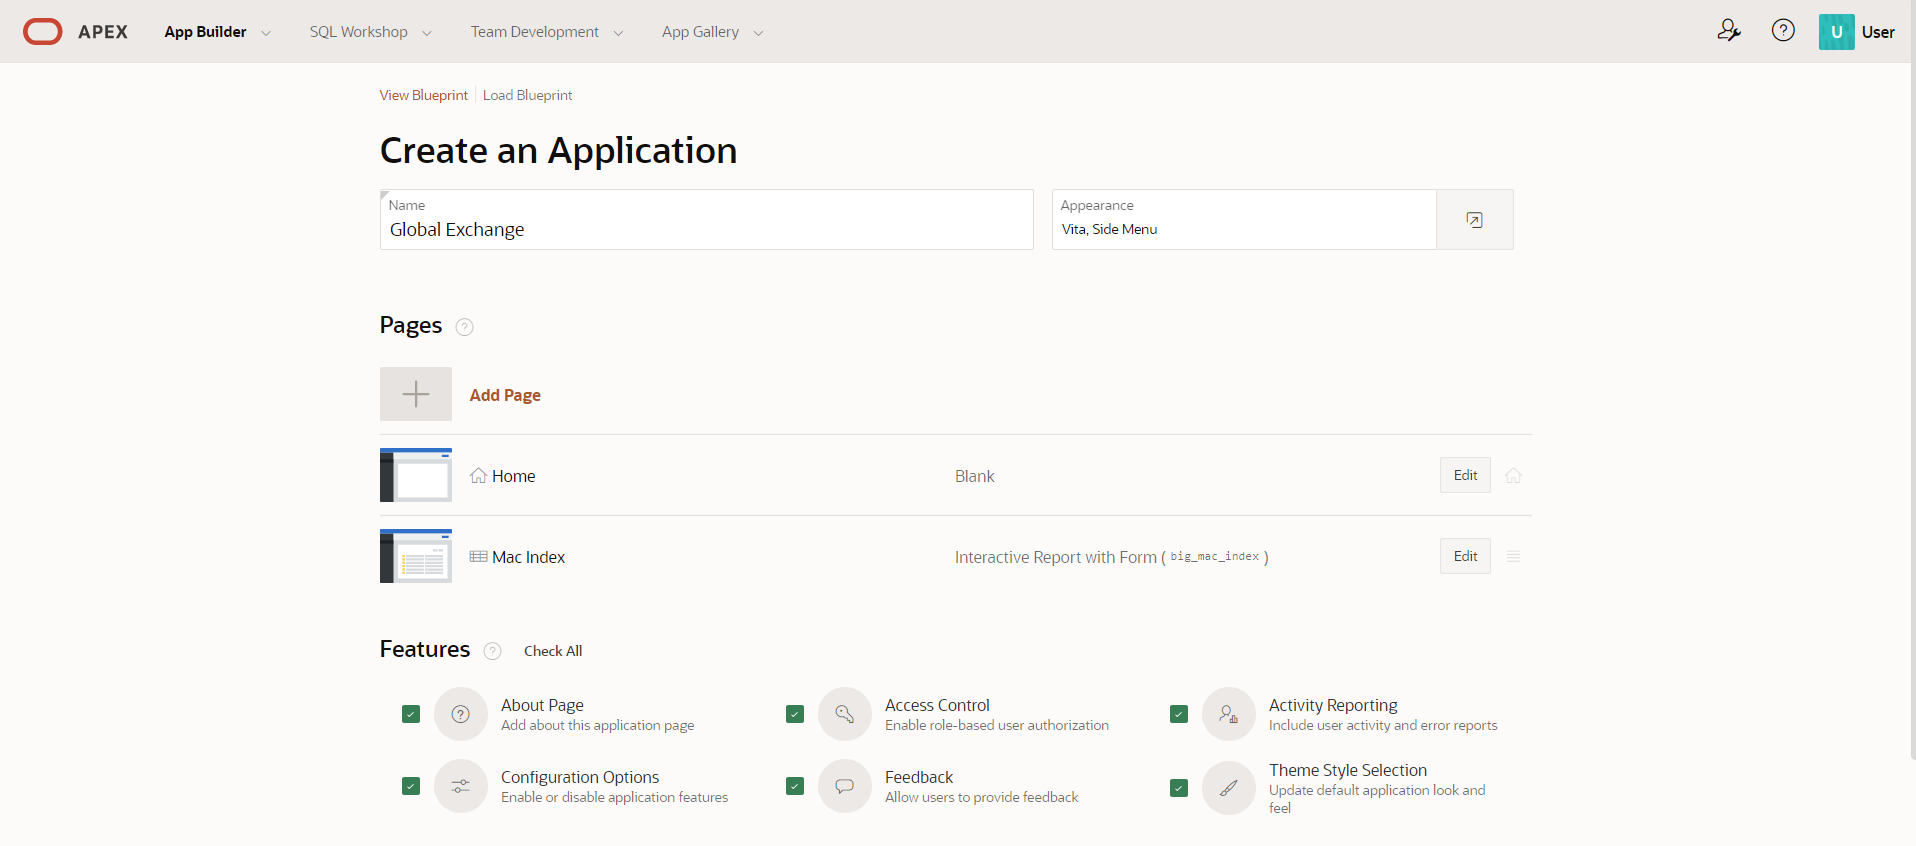 APEX App Builder SQL Workshop Team Development App Gallery U User
View Blueprint Load Blueprint
Create an Application
Name
Global Exchange
Appearance
Vita, Side Menu
Pages ?
Add Page
Home Blank Edit
Mac Index Interactive Report with Form ( big_mac_index ) Edit
Features ? Check All
About Page
Add about this application page
Access Control
Enable role-based user authorization
Activity Reporting
Include user activity and error reports
Configuration Options
Enable or disable application features
Feedback
Allow users to provide feedback
Theme Style Selection
Update default application look and
feel